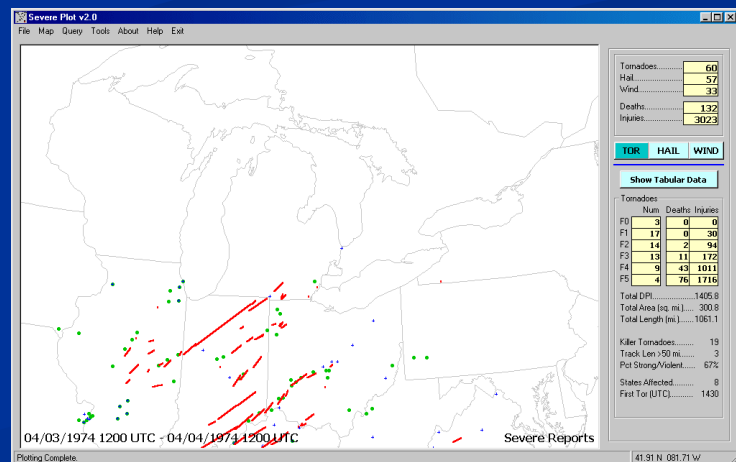 Severe Plot v2.0
File Map Query Tools About Help Exit
Tornadoes............ 60
Hail..................... 57
Wind................... 33
Deaths................ 132
Injuries................ 3023
TOR HAIL WIND
Show Tabular Data
Tornadoes
Num Deaths Injuries
F0 3 0 0
F1 17 0 30
F2 14 2 94
F3 13 11 172
F4 9 43 1011
F5 4 76 1716
Total DPI..................1405.8
Total Area (sq. mi.)..... 300.8
Total Length (mi.)......1061.1
Killer Tornadoes........ 19
Track Len >50 mi...... 3
Pct Strong/Violent..... 67%
States Affected......... 8
First Tor (UTC)......... 1430
04/03/1974 1200 UTC - 04/04/1974 1200 UTC
Severe Reports
Plotting Complete.
41.91 N 081.71 W